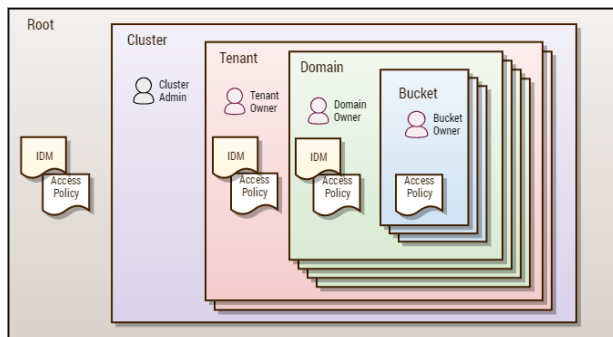 Root
Cluster
Cluster
Admin
Tenant
Tenant
Owner
Domain
Domain
Owner
Bucket
Bucket
Owner
IDM
Access
Policy
IDM
Access
Policy
IDM
Access
Policy
Access
Policy